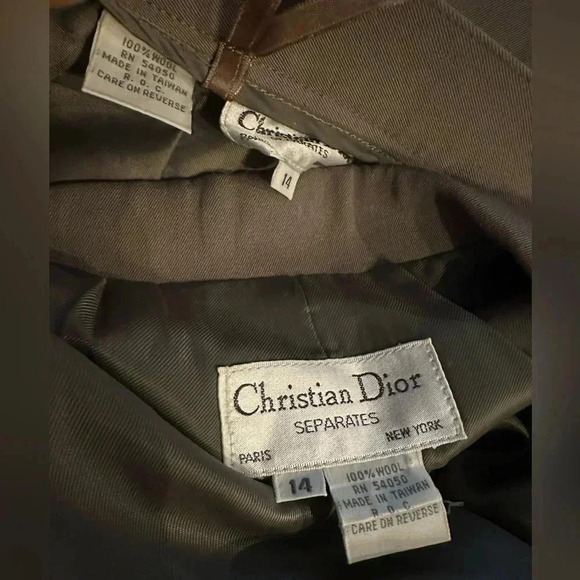 100% WOOL
RN 54050
MADE IN TAIWAN
R. O. C.
CARE ON REVERSE
Christian
SEPARATES
14
Christian Dior
SEPARATES
PARIS NEW YORK
14
100% WOOL
RN 54050
MADE IN TAIWAN
R. O. C.
CARE ON REVERSE